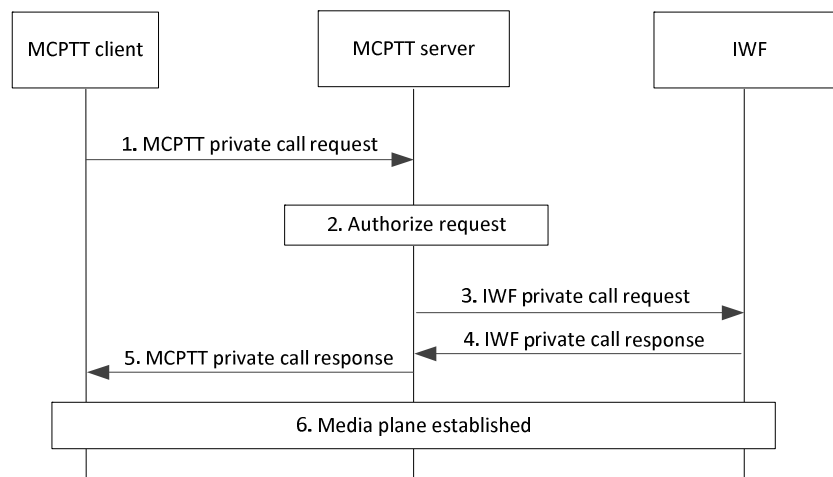 MCPTT client
MCPTT server
IWF
1. MCPTT private call request
2. Authorize request
3. IWF private call request
4. IWF private call response
5. MCPTT private call response
6. Media plane established